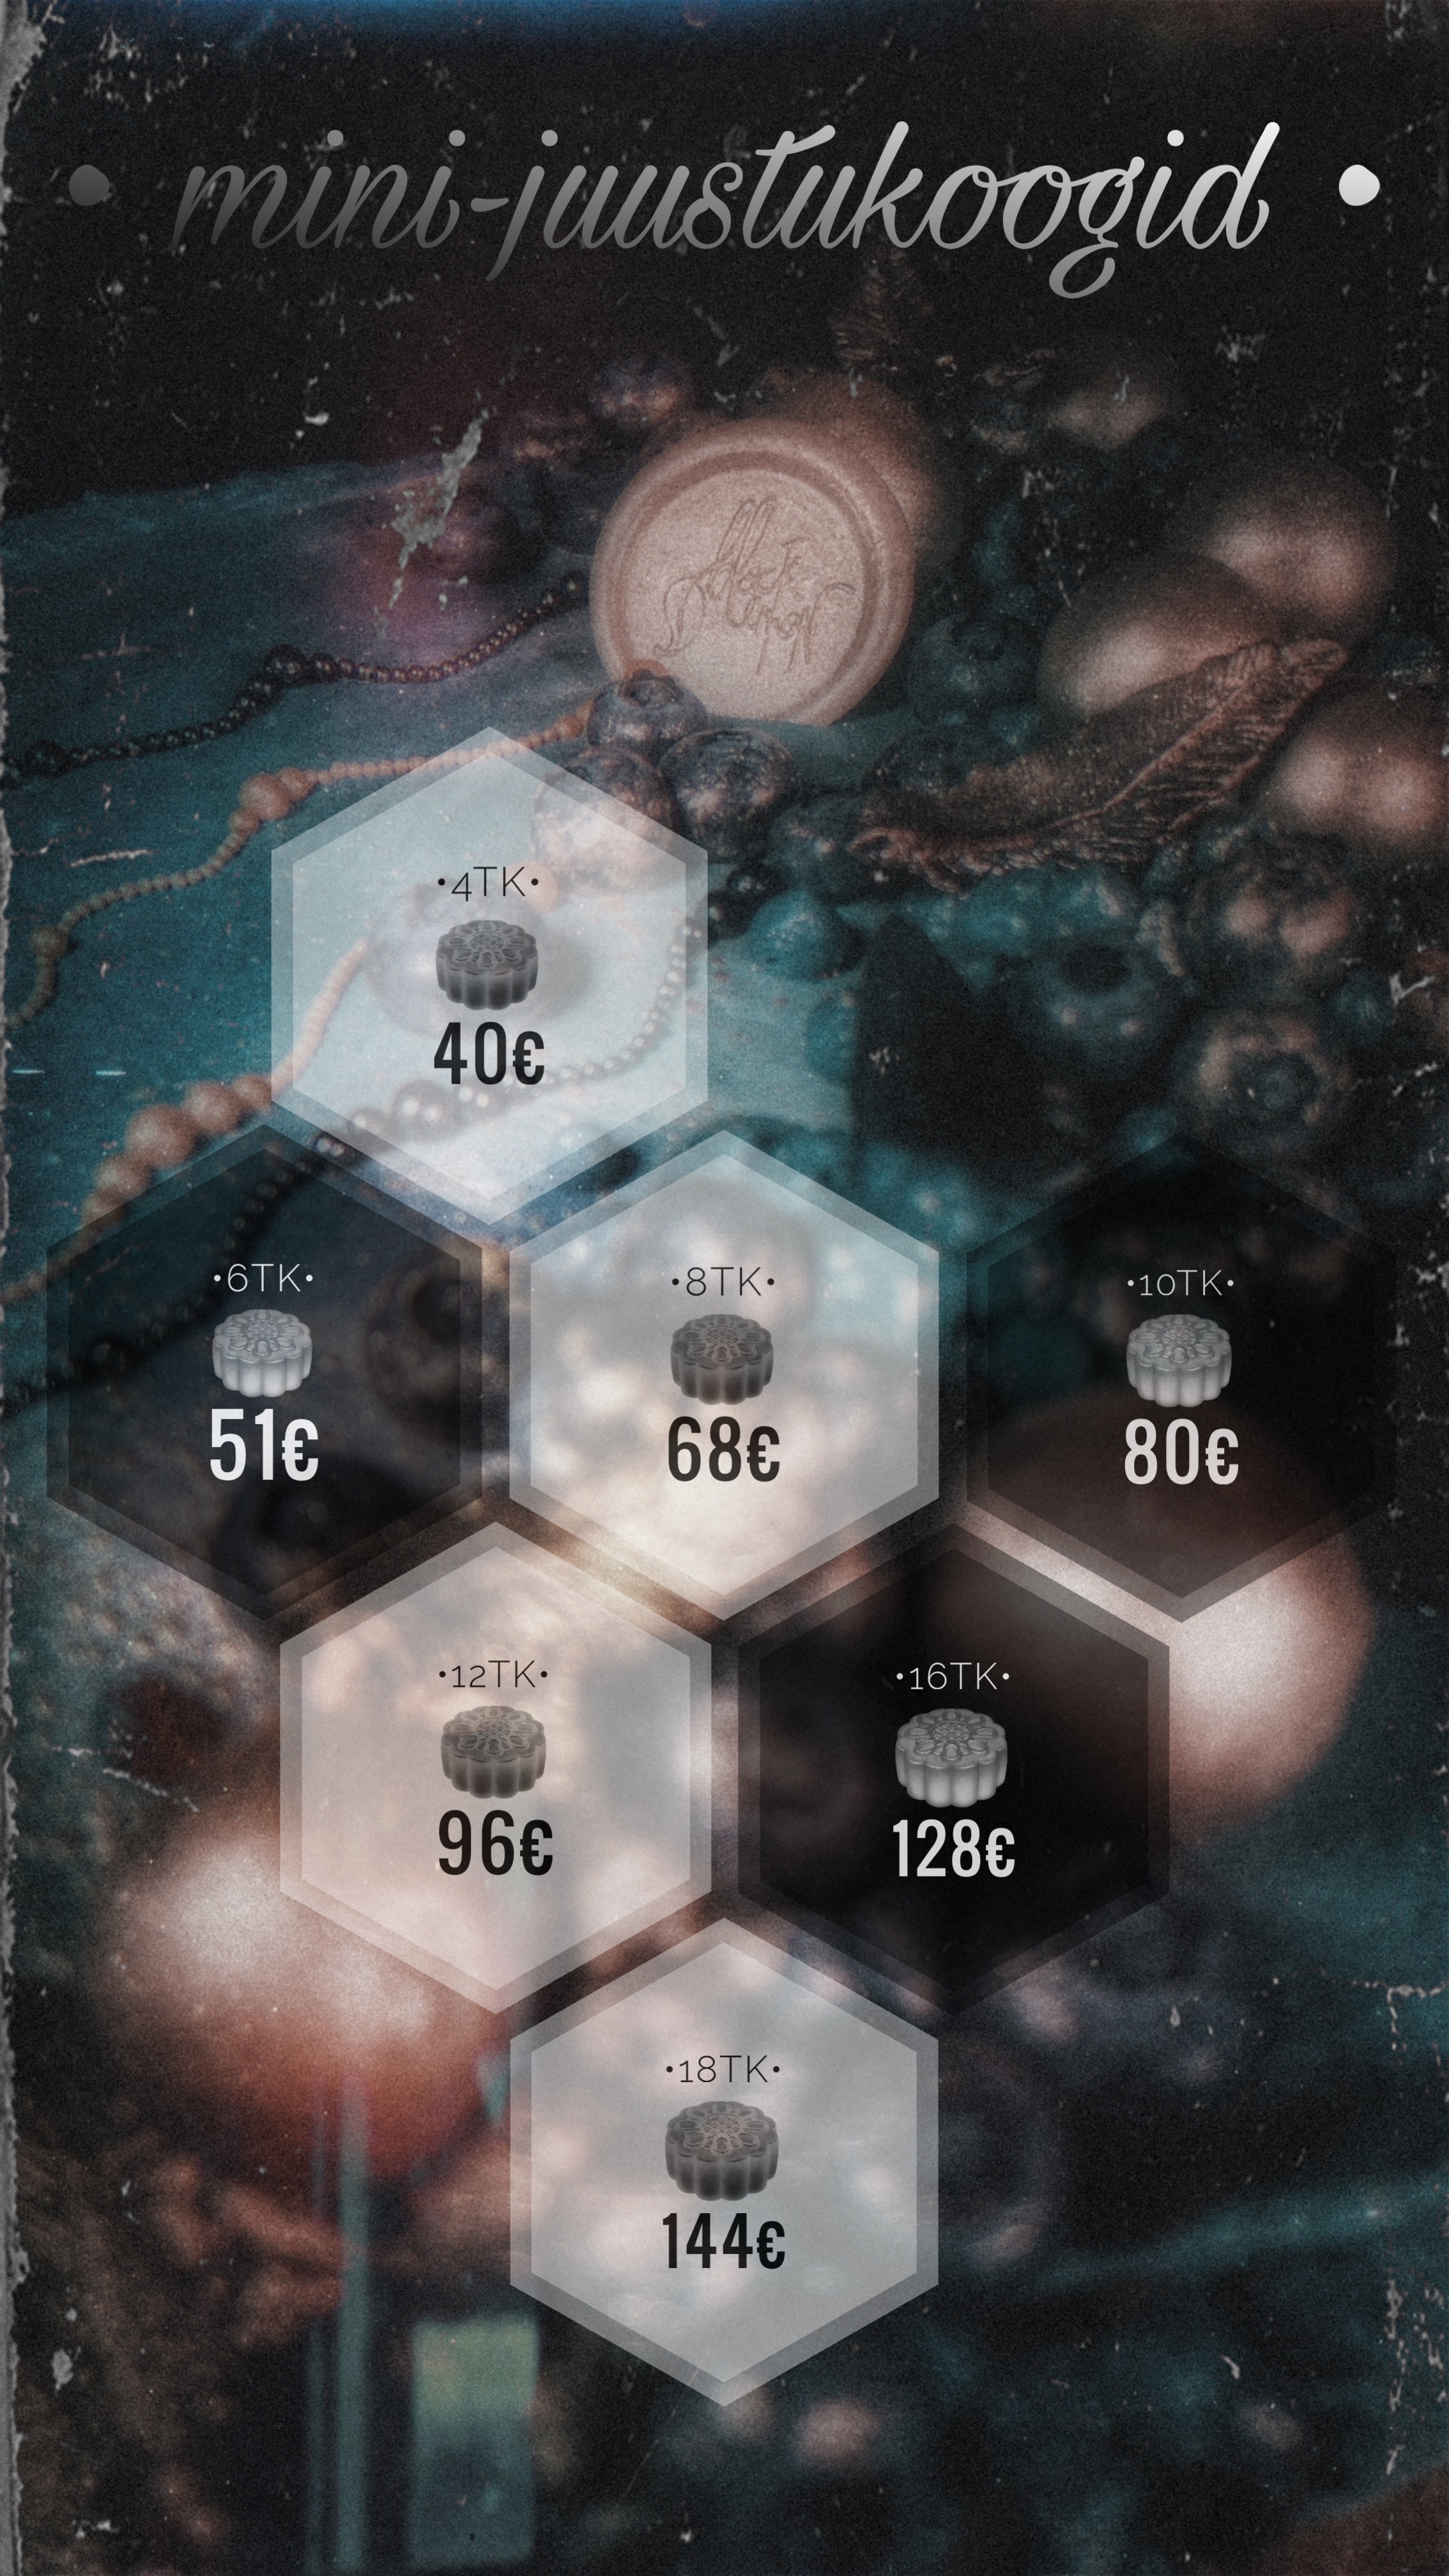 • mini-juustukoogid •
•4TK•
40€
•6TK•
51€
•8TK•
68€
•10TK•
80€
•12TK•
96€
•16TK•
128€
•18TK•
144€